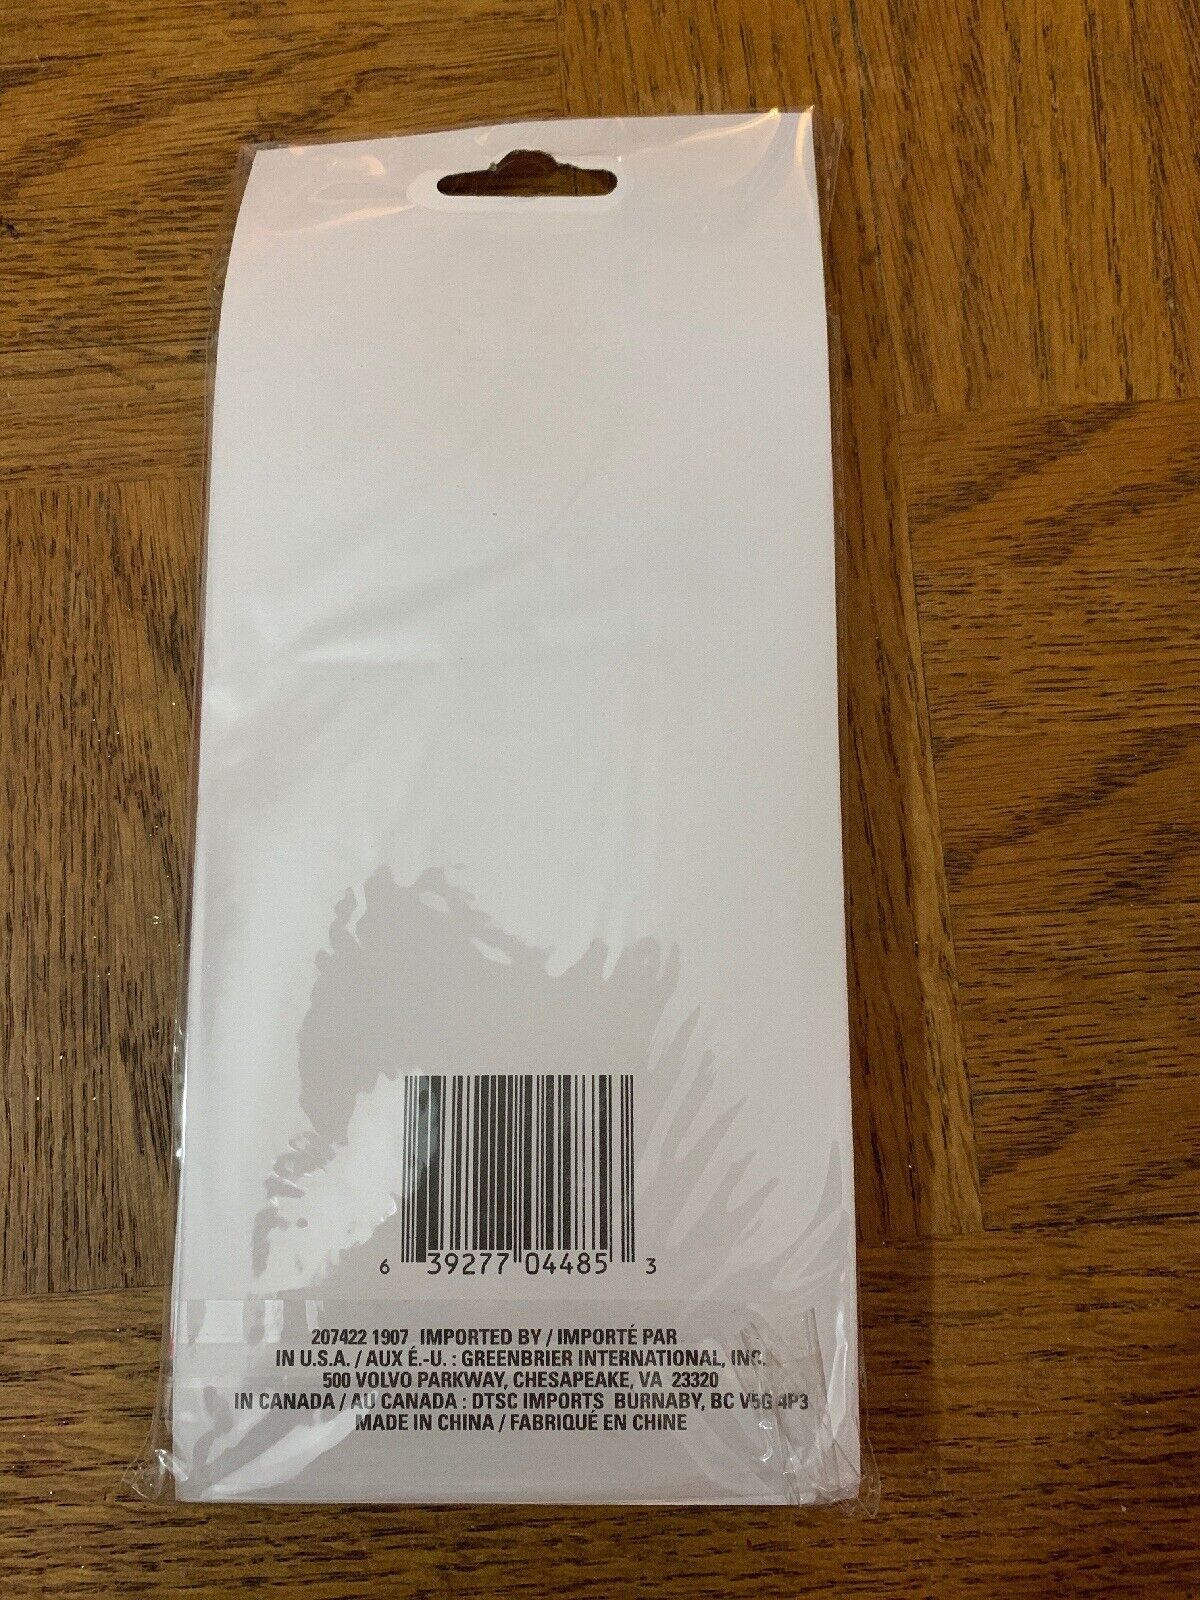 6 39277 04485 3
207422 1907 IMPORTED BY / IMPORTÉ PAR
IN U.S.A. / AUX É.-U. : GREENBRIER INTERNATIONAL, INC.
500 VOLVO PARKWAY, CHESAPEAKE, VA 23320
IN CANADA / AU CANADA : DTSC IMPORTS BURNABY, BC V5G 4P3
MADE IN CHINA / FABRIQUÉ EN CHINE